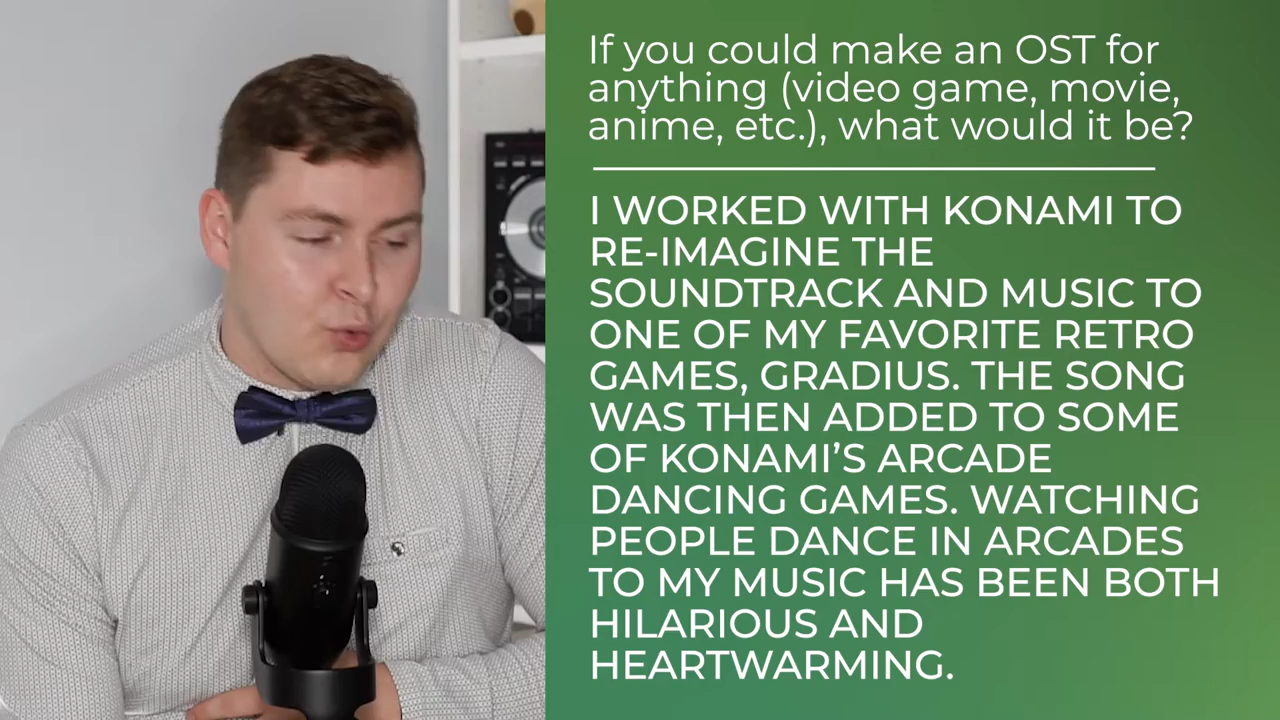 If you could make an OST for
anything (video game, movie,
anime, etc.), what would it be?
I WORKED WITH KONAMI TO
RE-IMAGINE THE
SOUNDTRACK AND MUSIC TO
ONE OF MY FAVORITE RETRO
GAMES, GRADIUS. THE SONG
WAS THEN ADDED TO SOME
OF KONAMI’S ARCADE
DANCING GAMES. WATCHING
PEOPLE DANCE IN ARCADES
TO MY MUSIC HAS BEEN BOTH
HILARIOUS AND
HEARTWARMING.